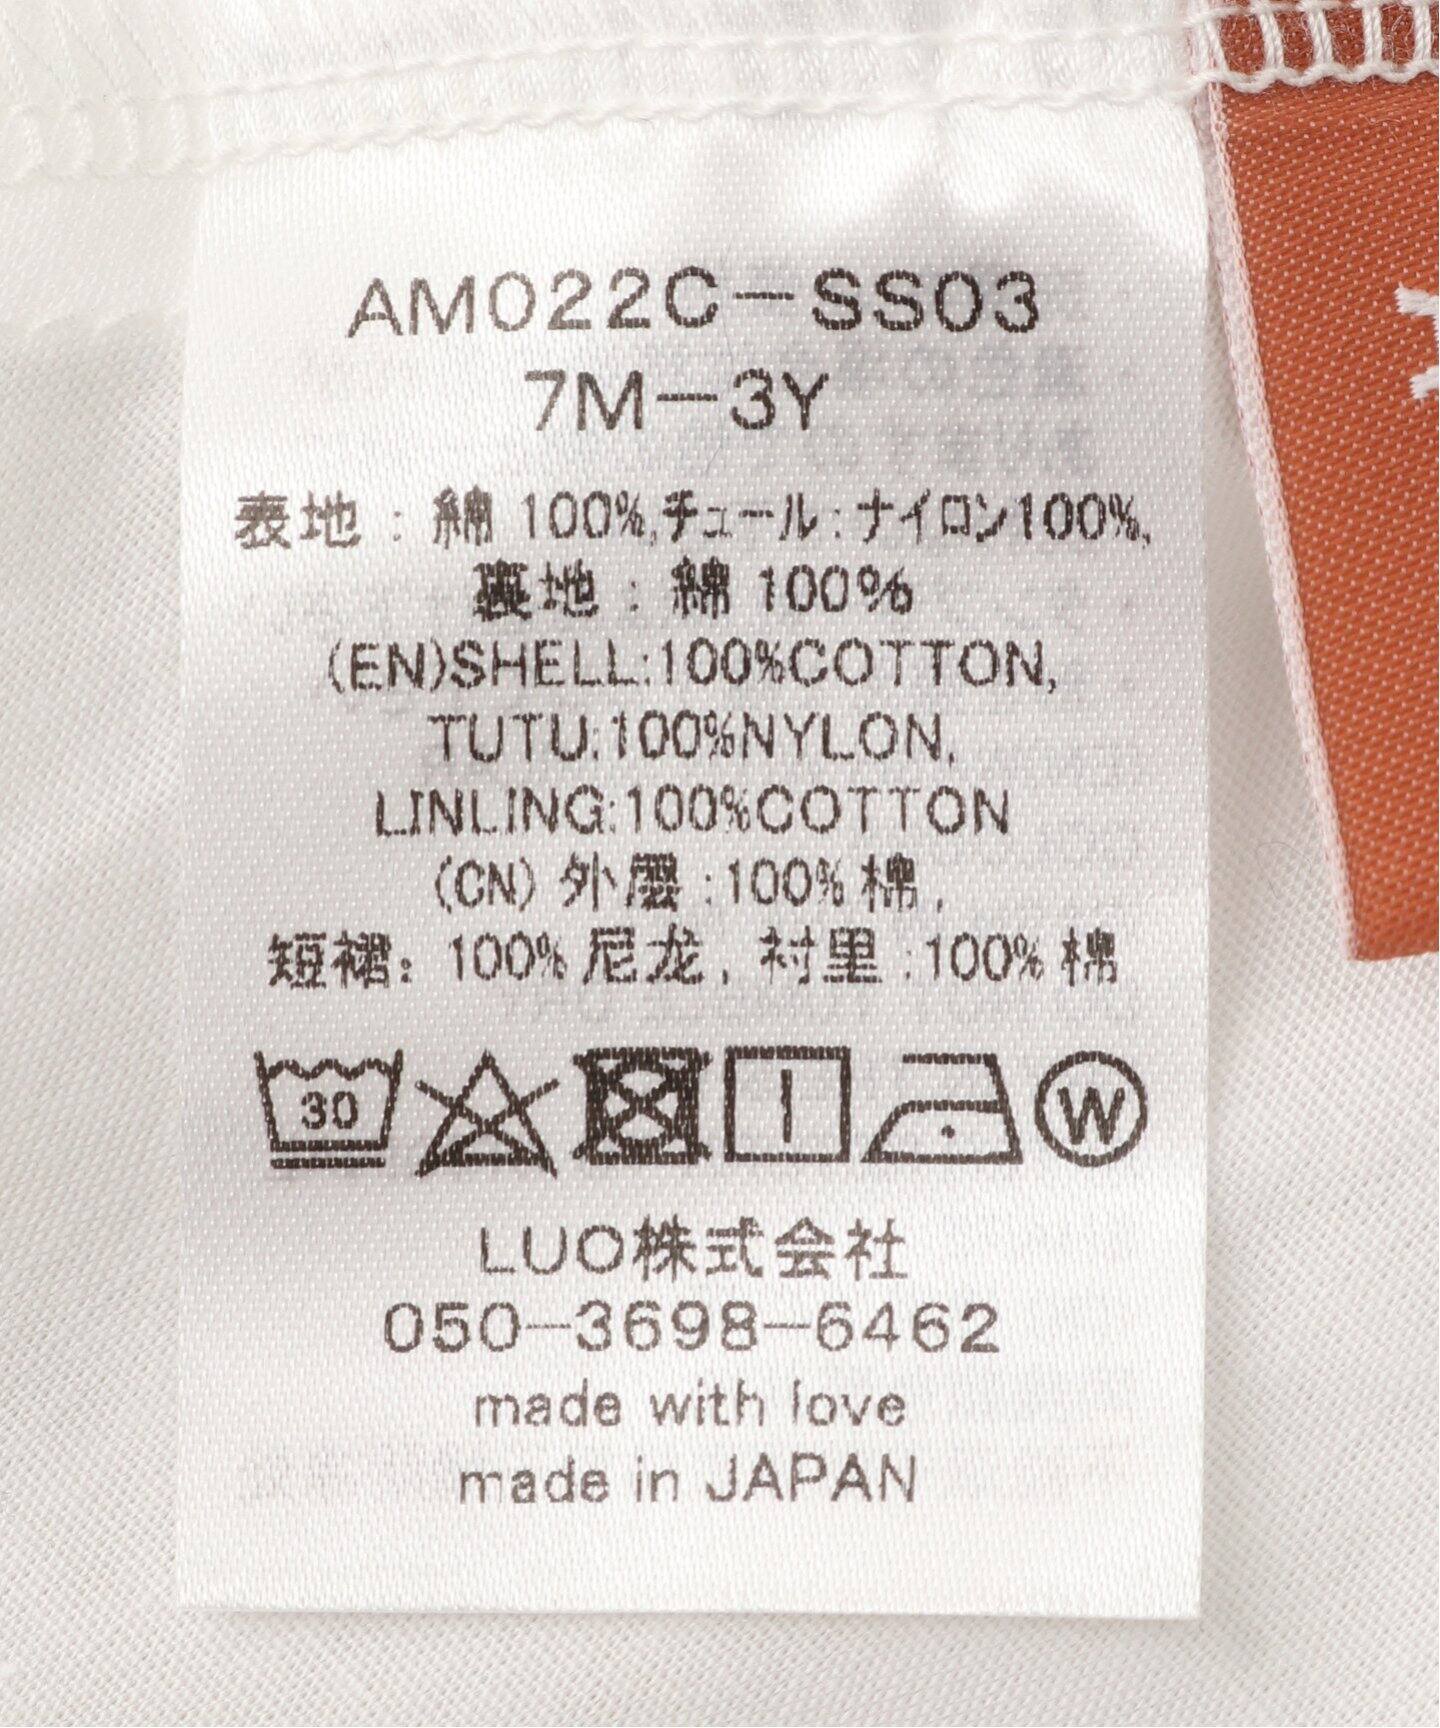 AM022C-SS03
7M-3Y
表地：綿 100%,チュール：ナイロン100%,
裏地：綿 100%
(EN)SHELL:100%COTTON,
TUTU:100%NYLON,
LINLING:100%COTTON
(CN) 外层:100% 棉,
短裙: 100% 尼龙, 衬里:100% 棉
30
W
LUO株式会社
050-3698-6462
made with love
made in JAPAN